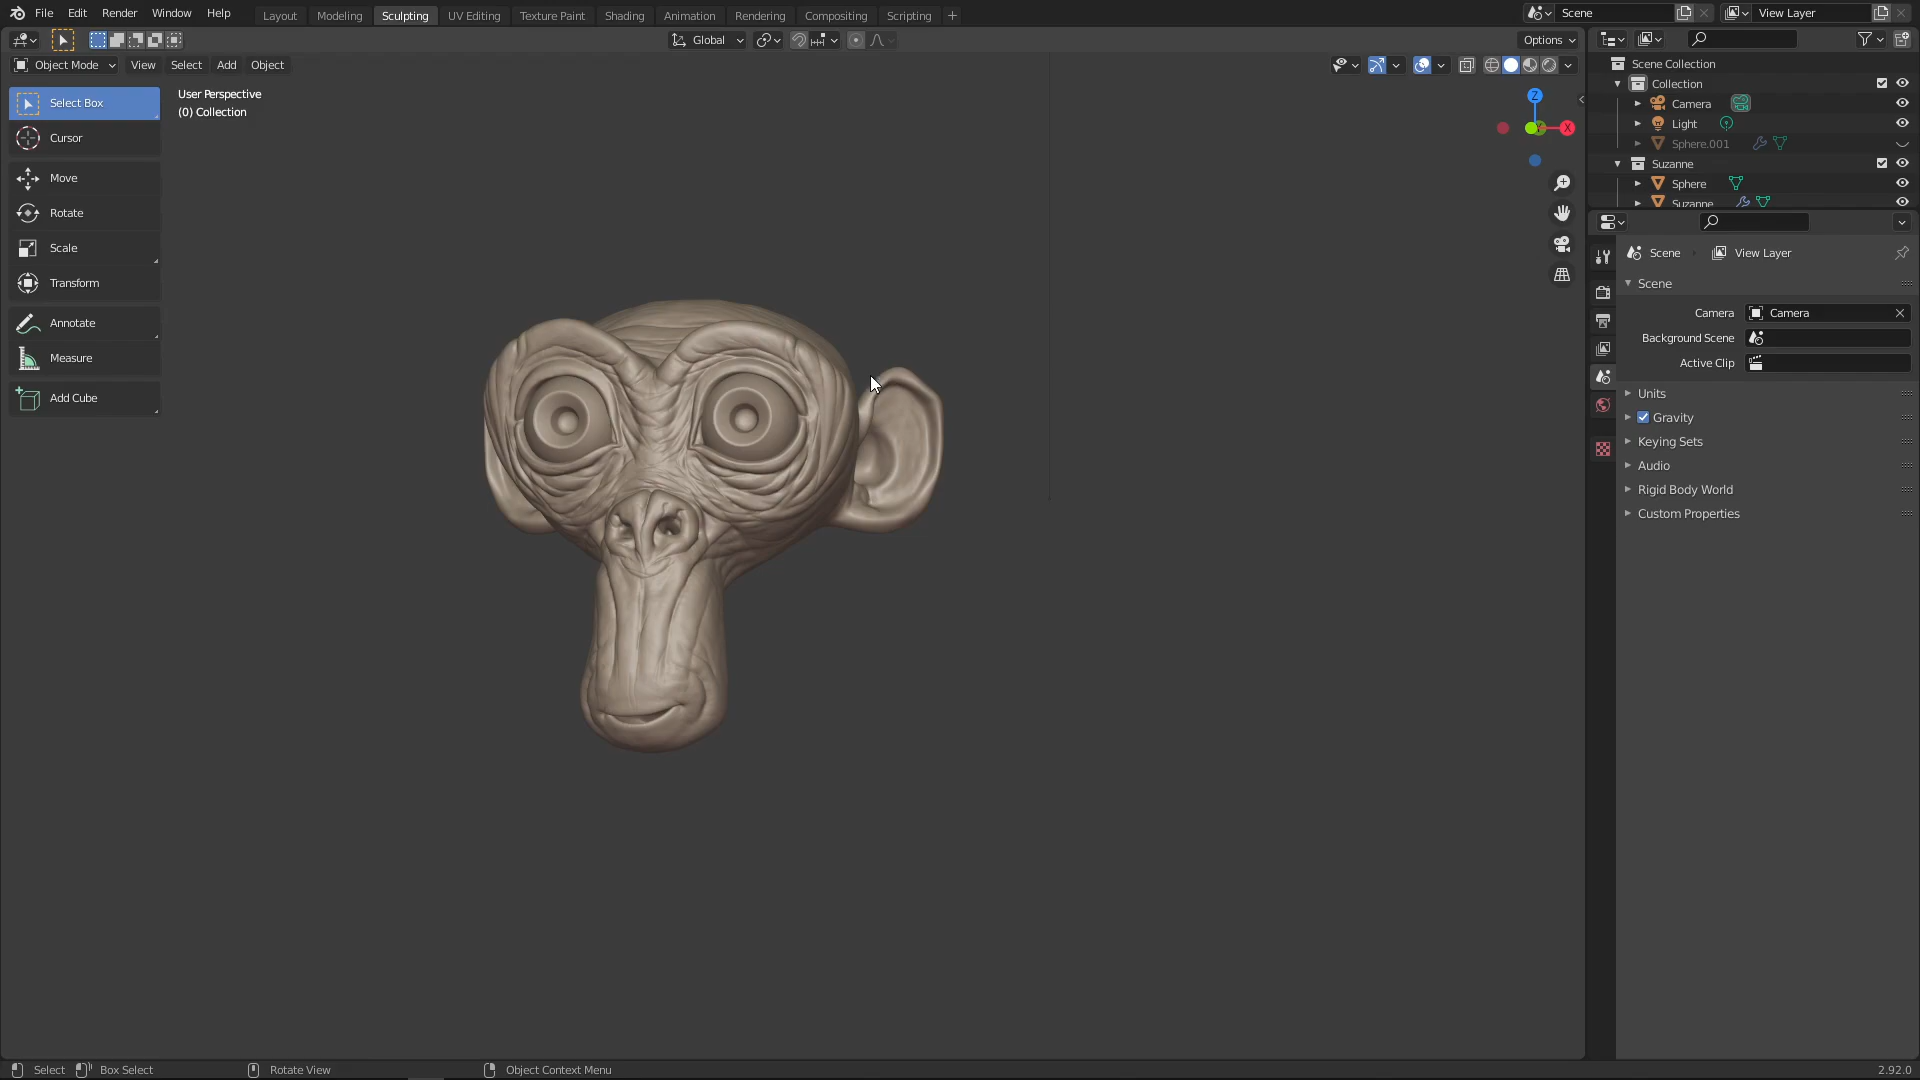 File Edit Render Window Help Layout Modeling Sculpting UV Editing Texture Paint Shading Animation Rendering Compositing Scripting + Scene View Layer
Global Options
Object Mode View Select Add Object
User Perspective
(0) Collection
Select Box
Cursor
Move
Rotate
Scale
Transform
Annotate
Measure
Add Cube
Z
X
Scene Collection
Collection
Camera
Light
Sphere.001
Suzanne
Sphere
Suzanne
Scene View Layer
Scene
Camera Camera
Background Scene
Active Clip
Units
Gravity
Keying Sets
Audio
Rigid Body World
Custom Properties
Select Box Select Rotate View Object Context Menu 2.92.0